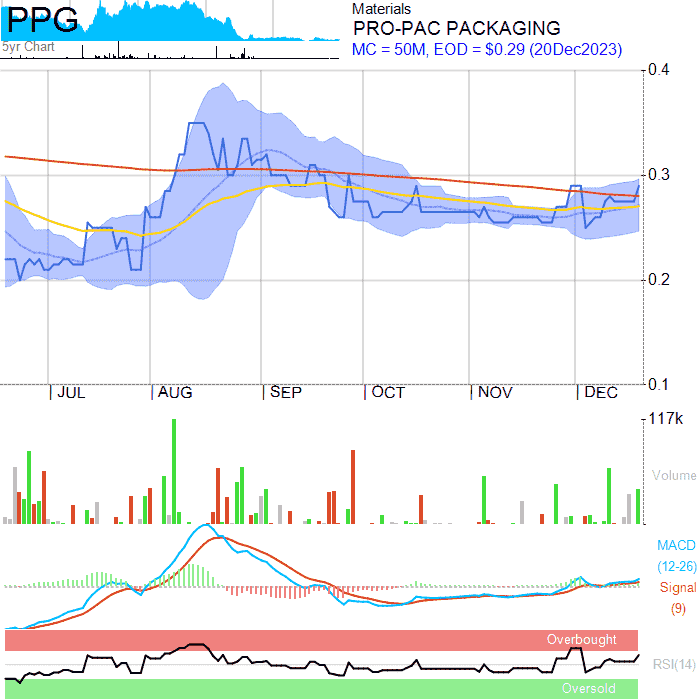 PPG
5yr Chart
Materials
PRO-PAC PACKAGING
MC = 50M, EOD = $0.29 (20Dec2023)
0.4
0.3
0.2
0.1
JUL
AUG
SEP
OCT
NOV
DEC
117k
Volume
MACD
(12-26)
Signal
(9)
Overbought
RSI(14)
Oversold